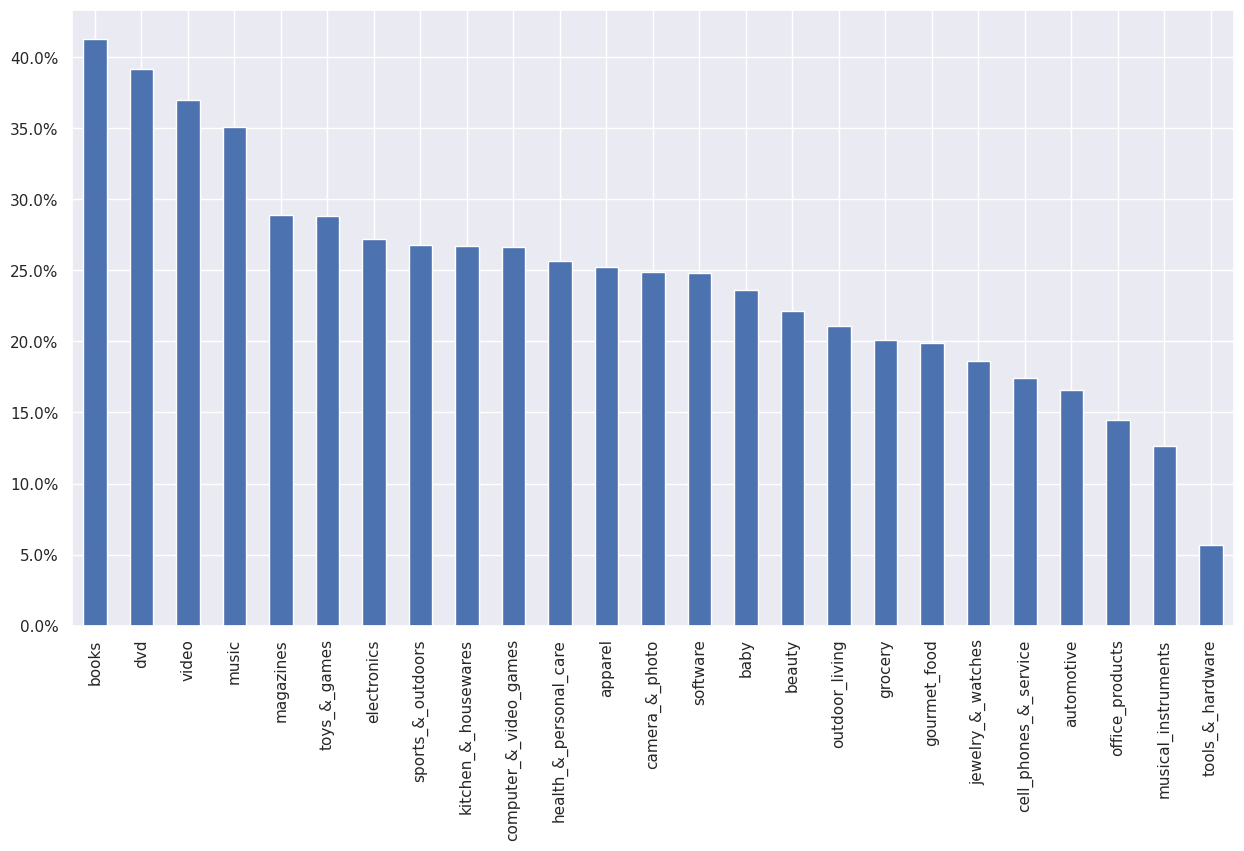 40.0%
35.0%
30.0%
25.0%
20.0%
15.0%
10.0%
5.0%
0.0%
books
dvd
video
music
magazines
toys_&_games
electronics
sports_&_outdoors
kitchen_&_housewares
computer_&_video_games
health_&_personal_care
apparel
camera_&_photo
software
baby
beauty
outdoor_living
grocery
gourmet_food
jewelry_&_watches
cell_phones_&_service
automotive
office_products
musical_instruments
tools_&_hardware